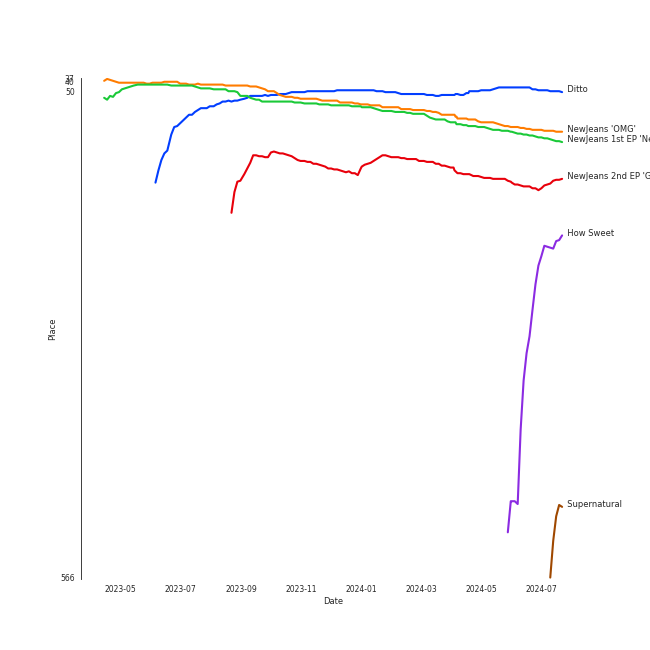 37
40
50
Ditto
NewJeans 'OMG'
NewJeans 1st EP 'Ne
NewJeans 2nd EP 'G
How Sweet
Place
Supernatural
566
2023-05 2023-07 2023-09 2023-11 2024-01 2024-03 2024-05 2024-07
Date